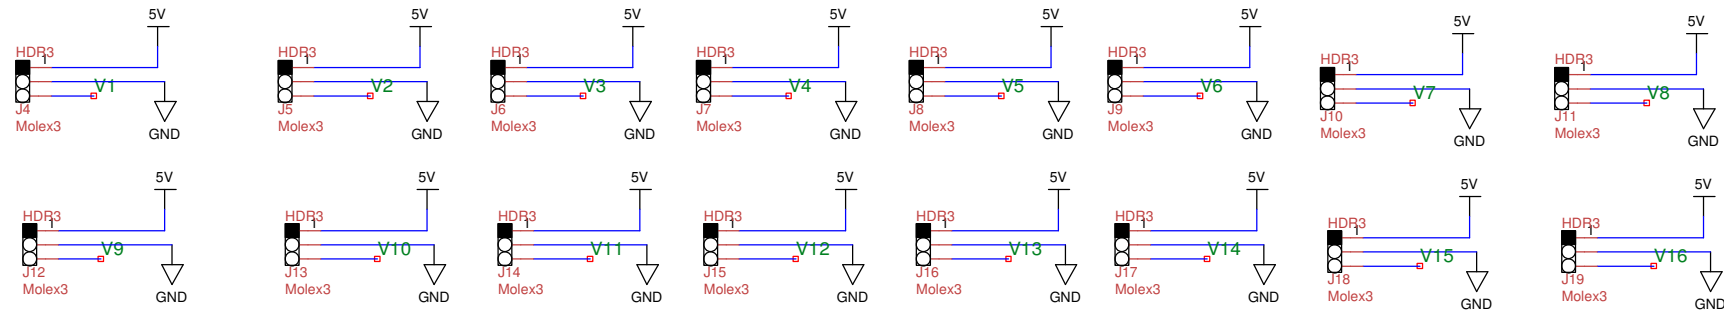 5V
HDR3
1
V1
J4
Molex3
GND
5V
HDR3
1
V2
J5
Molex3
GND
5V
HDR3
1
V3
J6
Molex3
GND
5V
HDR3
1
V4
J7
Molex3
GND
5V
HDR3
1
V5
J8
Molex3
GND
5V
HDR3
1
V6
J9
Molex3
GND
5V
HDR3
1
V7
J10
Molex3
GND
5V
HDR3
1
V8
J11
Molex3
GND
5V
HDR3
1
V9
J12
Molex3
GND
5V
HDR3
1
V10
J13
Molex3
GND
5V
HDR3
1
V11
J14
Molex3
GND
5V
HDR3
1
V12
J15
Molex3
GND
5V
HDR3
1
V13
J16
Molex3
GND
5V
HDR3
1
V14
J17
Molex3
GND
5V
HDR3
1
V15
J18
Molex3
GND
5V
HDR3
1
V16
J19
Molex3
GND